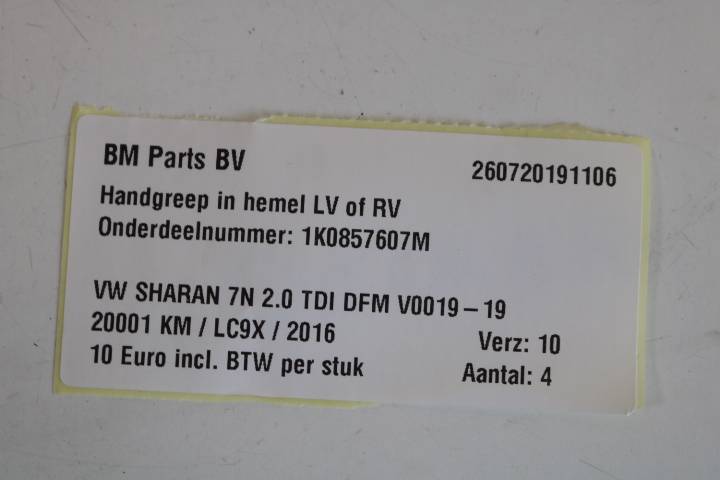 BM Parts BV 260720191106
Handgreep in hemel LV of RV
Onderdeelnummer: 1K0857607M
VW SHARAN 7N 2.0 TDI DFM V0019 – 19
20001 KM / LC9X / 2016 Verz: 10
10 Euro incl. BTW per stuk Aantal: 4